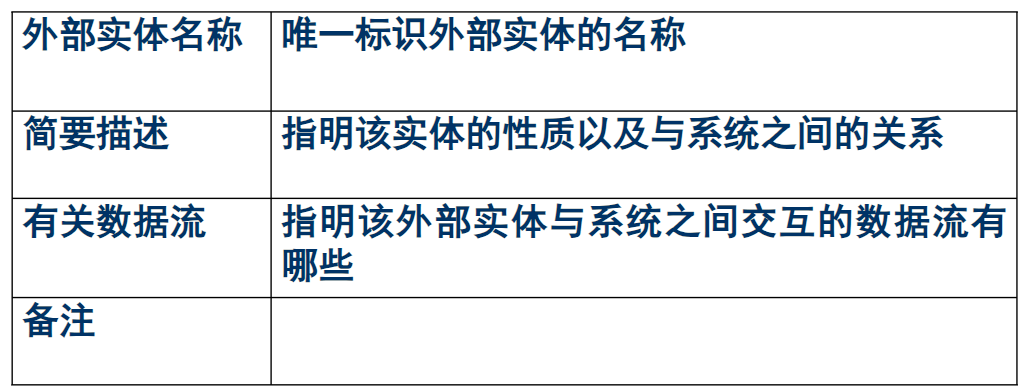 外部实体名称 唯一标识外部实体的名称
简要描述 指明该实体的性质以及与系统之间的关系
有关数据流 指明该外部实体与系统之间交互的数据流有
哪些
备注